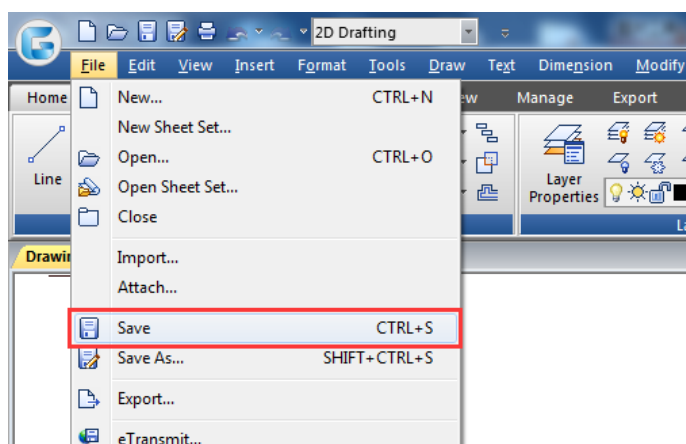 2D Drafting
File Edit View Insert Format Tools Draw Text Dimension Modify
Home Manage Export
New... CTRL+N
New Sheet Set...
Open... CTRL+O
Line
Open Sheet Set...
Layer
Properties
Close
Import...
Attach...
Save CTRL+S
Save As... SHIFT+CTRL+S
Export...
eTransmit...